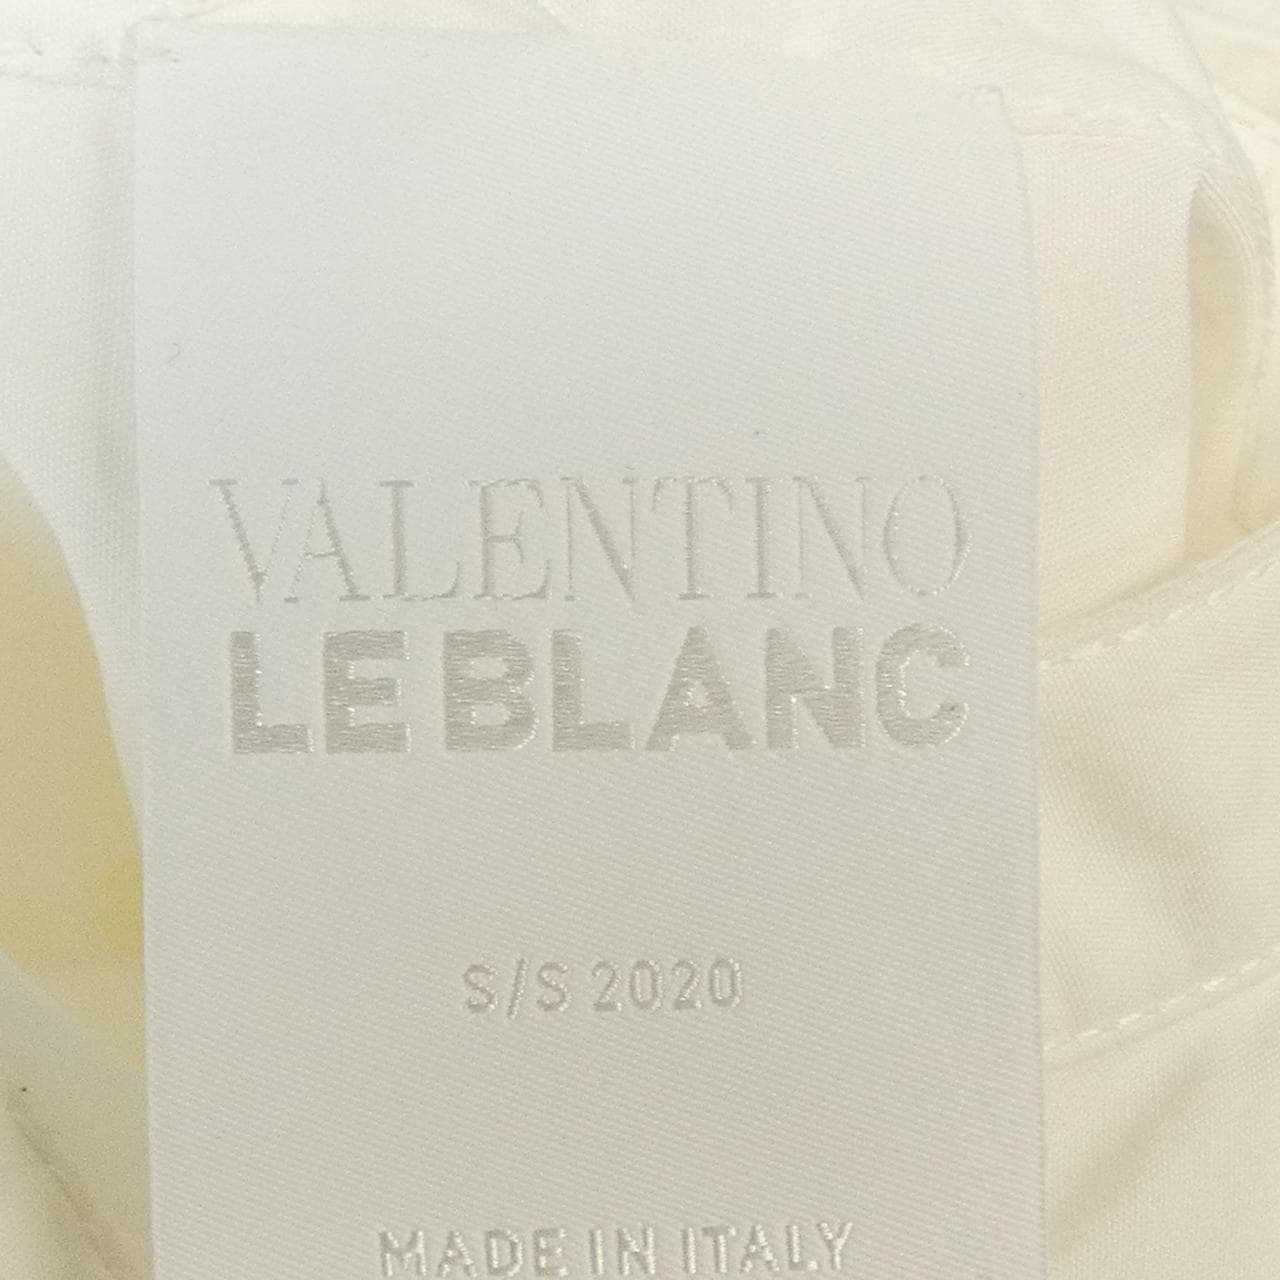 VALENTINO
LE BLANC
S/S 2020
MADE IN ITALY